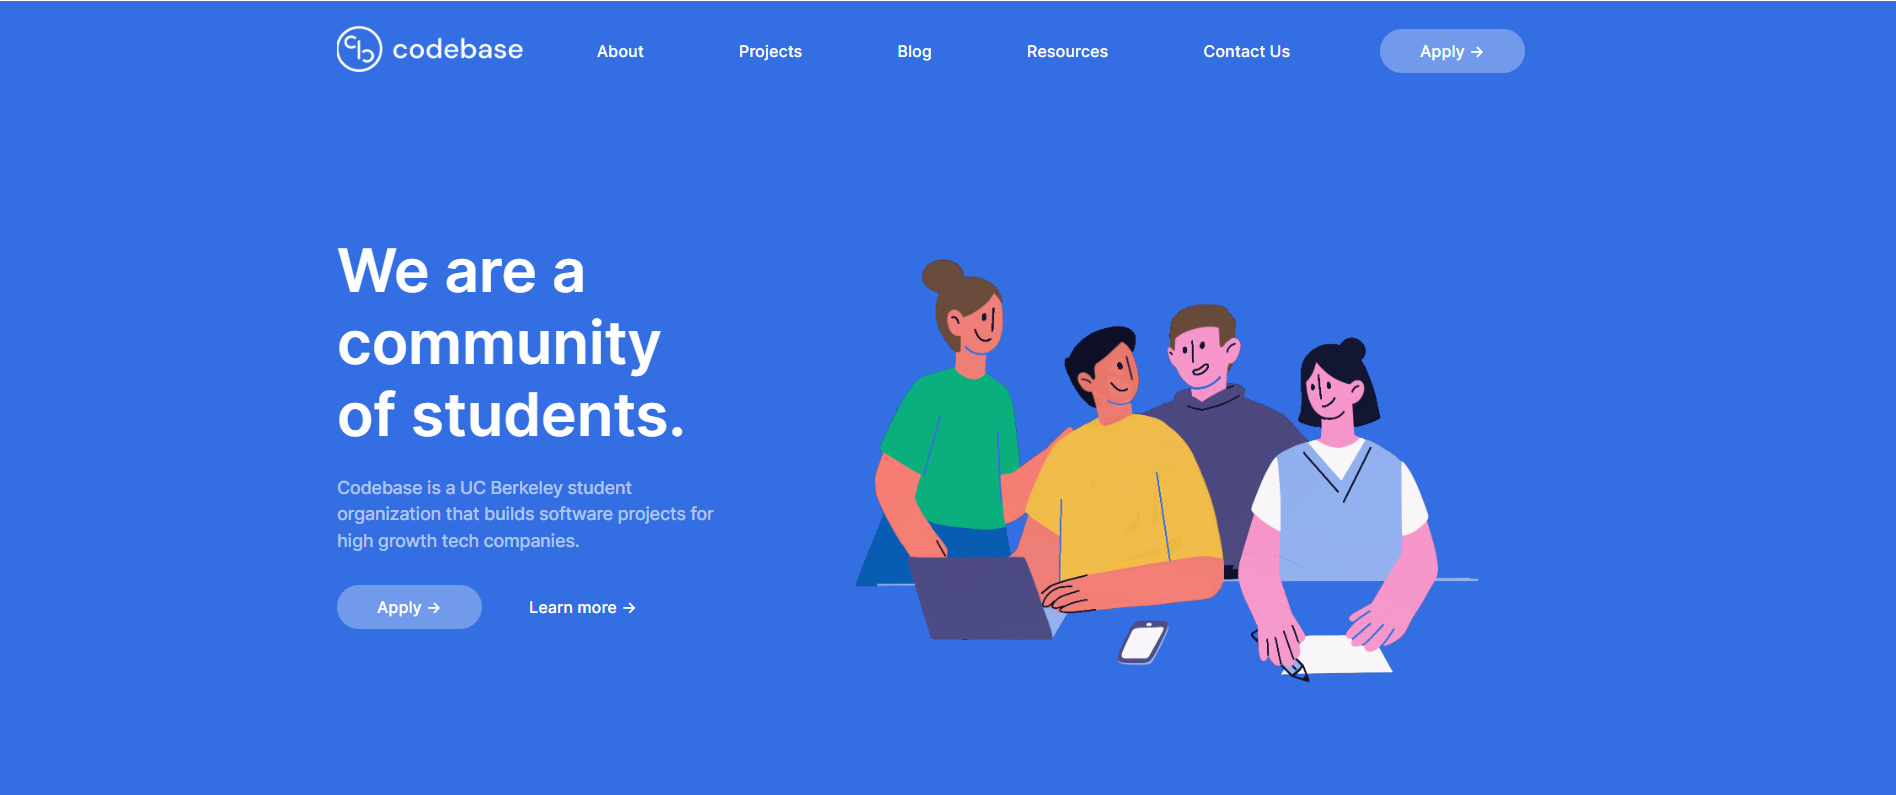 codebase
About
Projects
Blog
Resources
Contact Us
Apply →
We are a
community
of students.
Codebase is a UC Berkeley student
organization that builds software projects for
high growth tech companies.
Apply →
Learn more →